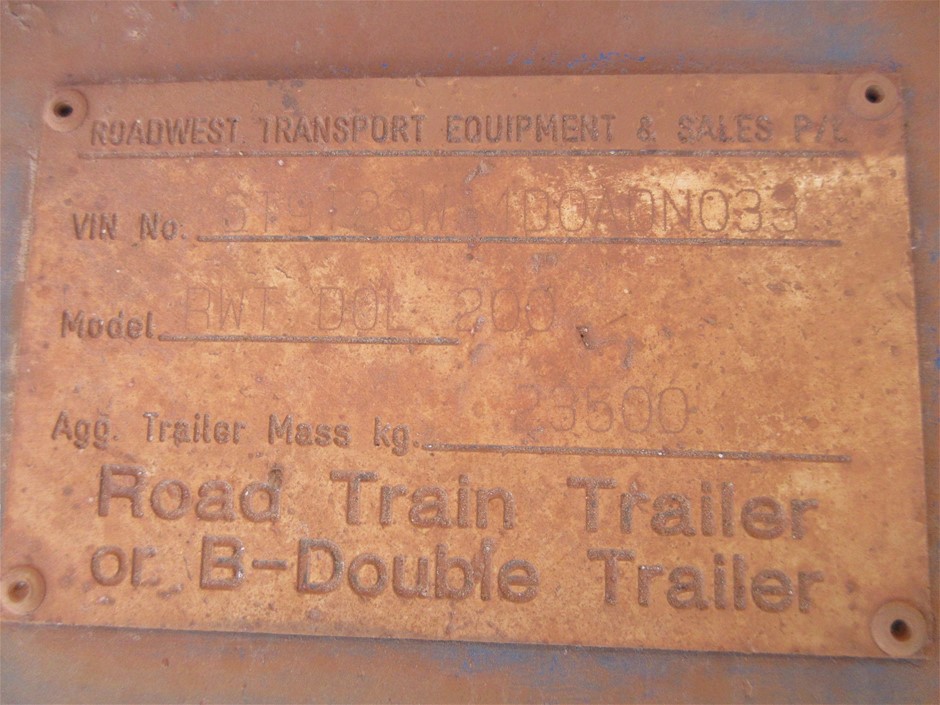 ROADWEST TRANSPORT EQUIPMENT & SALES P/L
VIN No.
Model. RWT DOL 200
Agg. Trailer Mass kg. 23500
Road Train Trailer
or B-Double Trailer